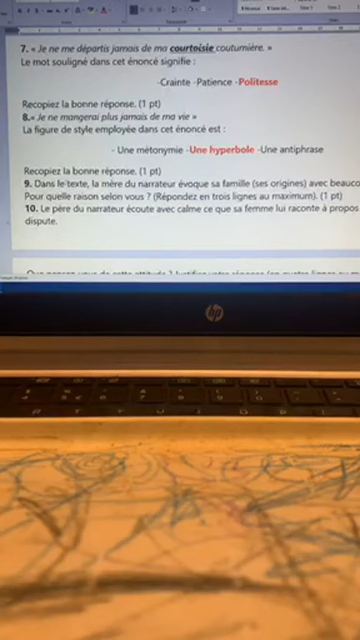 7. « Je ne me départis jamais de ma courtoisie coutumière. »
Le mot souligné dans cet énoncé signifie :
-Crainte -Patience -Politesse
Recopiez la bonne réponse. (1 pt)
8.« Je ne mangerai plus jamais de ma vie »
La figure de style employée dans cet énoncé est :
- Une métonymie -Une hyperbole -Une antiphrase
Recopiez la bonne réponse. (1 pt)
9. Dans le texte, la mère du narrateur évoque sa famille (ses origines) avec beauco
Pour quelle raison selon vous ? (Répondez en trois lignes au maximum). (1 pt)
10. Le père du narrateur écoute avec calme ce que sa femme lui raconte à propos
dispute.
hp